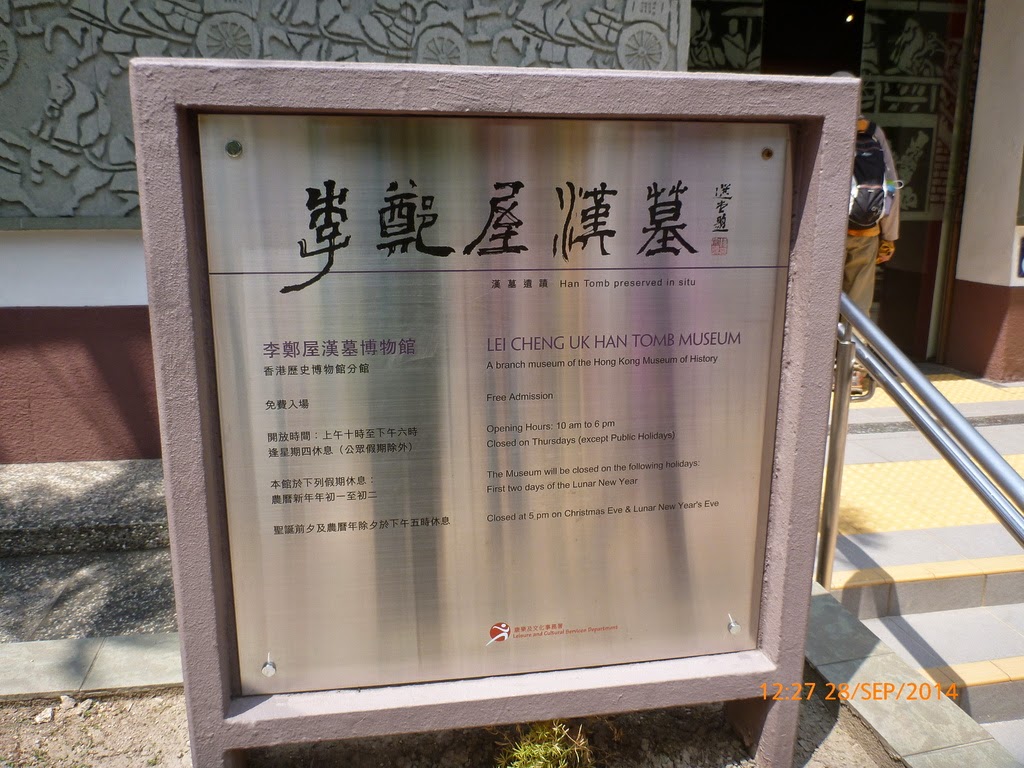 李鄭屋漢墓
選堂題
漢墓遺蹟 Han Tomb preserved in situ
李鄭屋漢墓博物館
香港歷史博物館分館
免費入場
開放時間：上午十時至下午六時
逢星期四休息（公眾假期除外）
本館於下列假期休息：
農曆新年年初一至初二
聖誕前夕及農曆年除夕於下午五時休息
LEI CHENG UK HAN TOMB MUSEUM
A branch museum of the Hong Kong Museum of History
Free Admission
Opening Hours: 10 am to 6 pm
Closed on Thursdays (except Public Holidays)
The Museum will be closed on the following holidays:
First two days of the Lunar New Year
Closed at 5 pm on Christmas Eve & Lunar New Year's Eve
康樂及文化事務署
Leisure and Cultural Services Department
12:27 28/SEP/2014